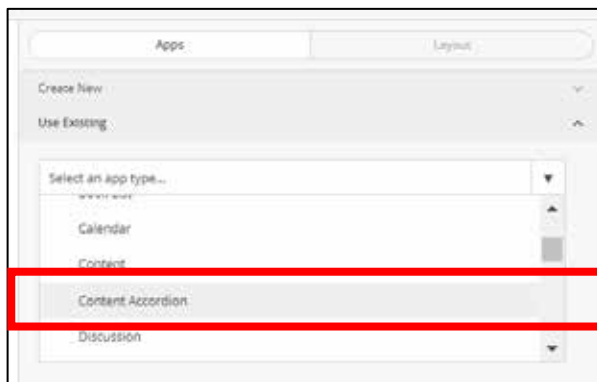 Apps
Layout
Create New
Use Existing
Select an app type...
Calendar
Content
Content Accordion
Discussion